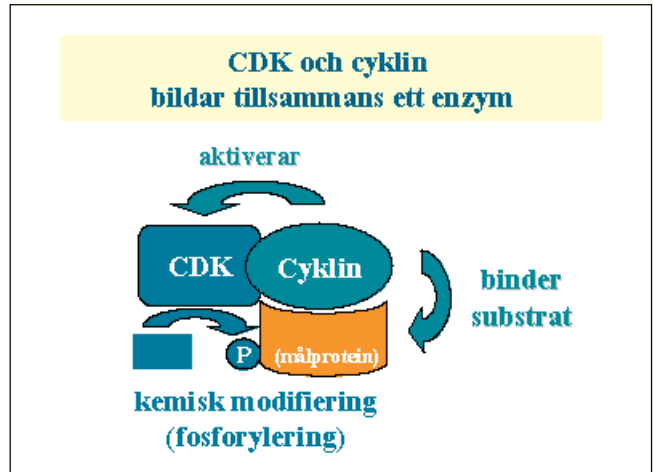 CDK och cyklin
bildar tillsammans ett enzym
aktiverar
CDK
Cyklin
binder
substrat
P
(målprotein)
kemisk modifiering
(fosforylering)